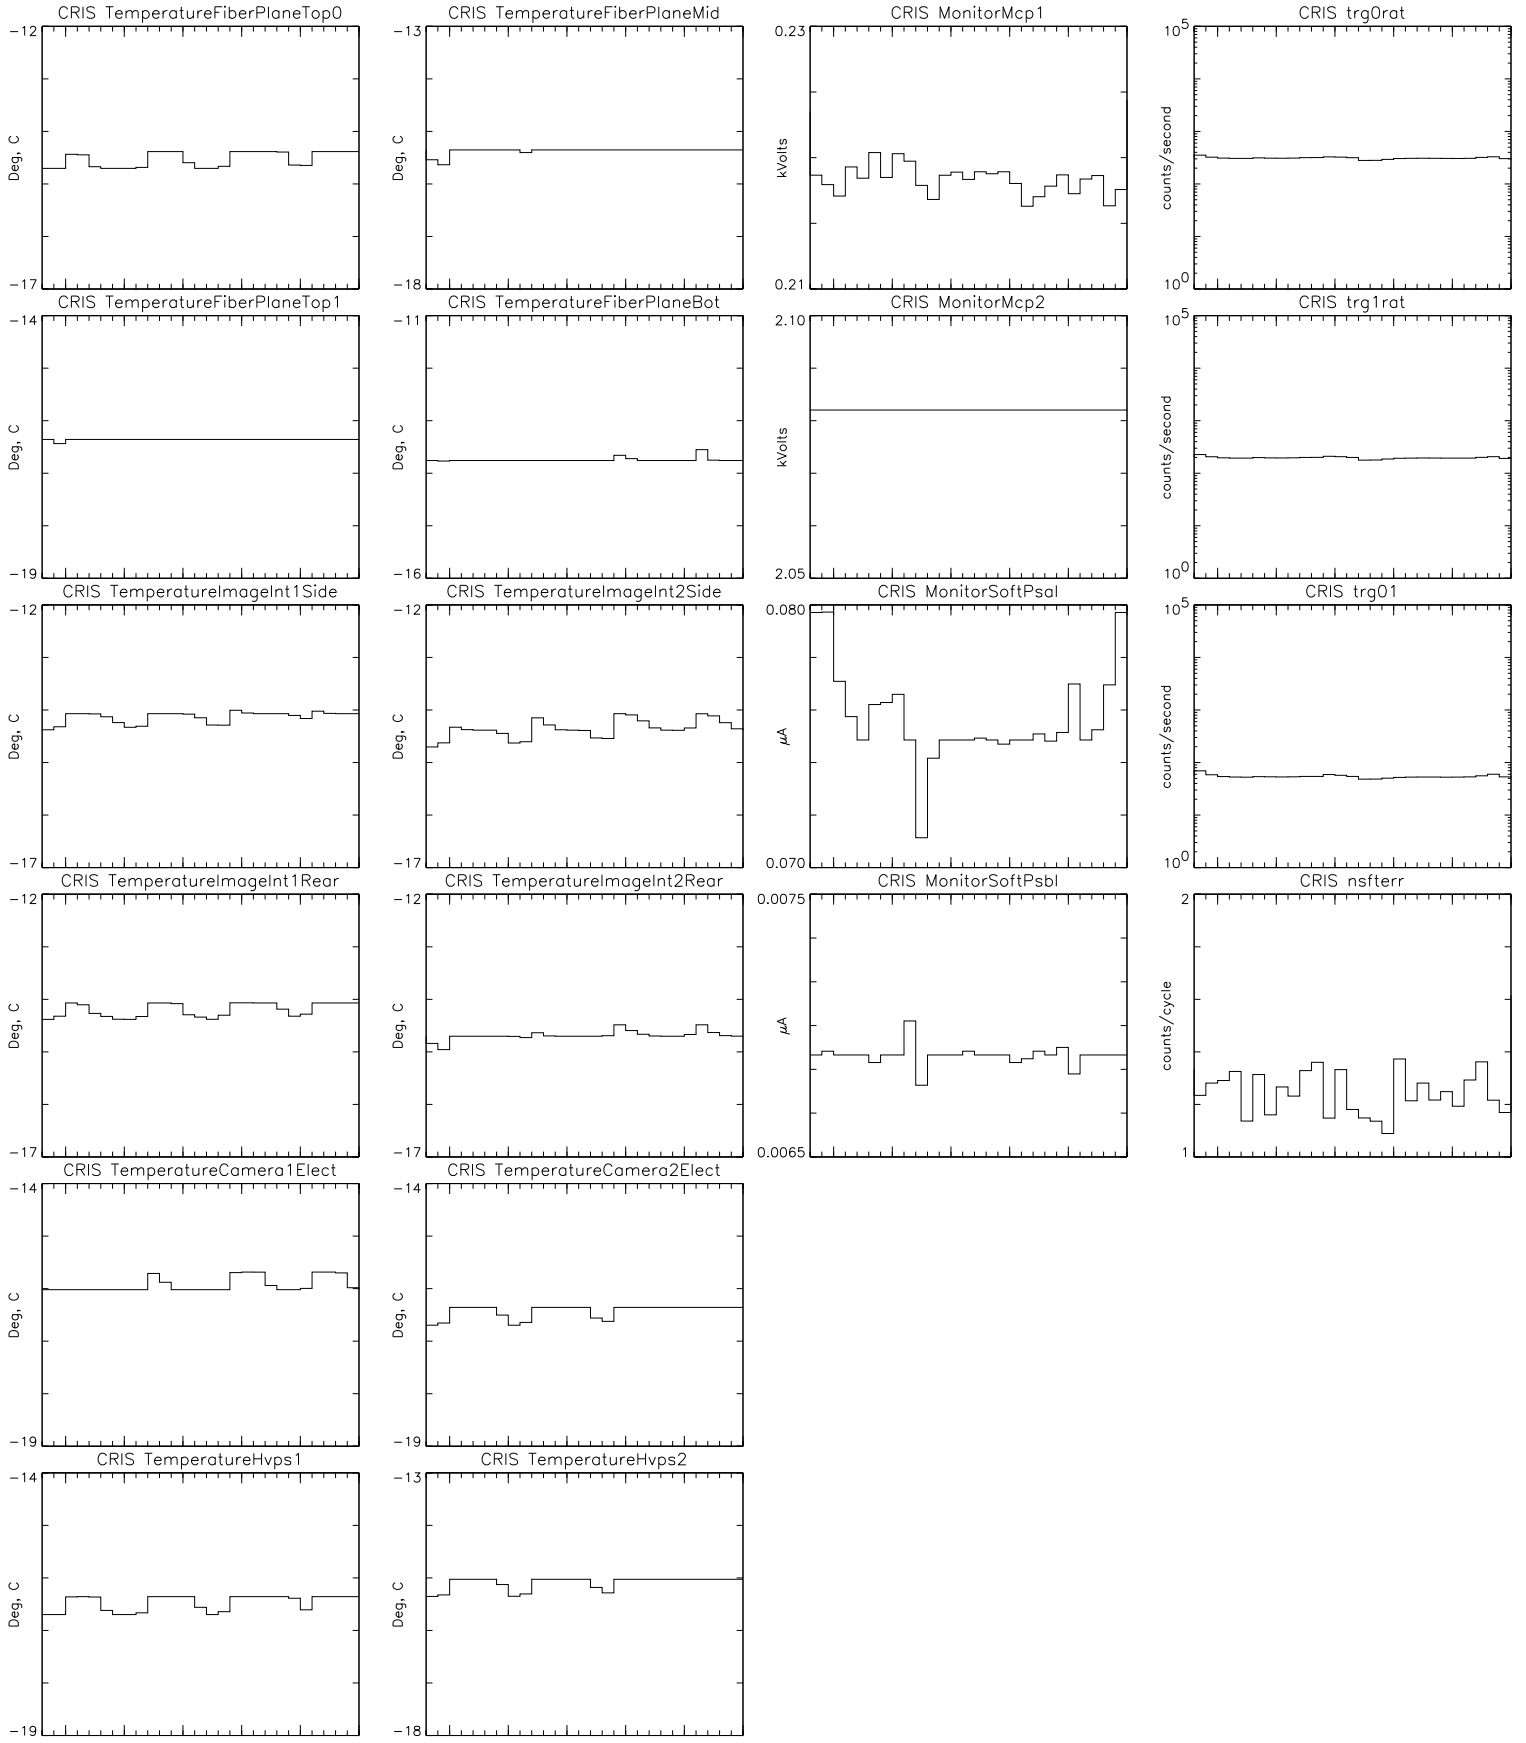 CRIS TemperatureFiberPlaneTop0
-12
Deg, C
-17
CRIS TemperatureFiberPlaneMid
-13
Deg, C
-18
CRIS MonitorMcp1
0.23
kVolts
0.21
CRIS trg0rat
10^5
counts/second
10^0
CRIS TemperatureFiberPlaneTop1
-14
Deg, C
-19
CRIS TemperatureFiberPlaneBot
-11
Deg, C
-16
CRIS MonitorMcp2
2.10
kVolts
2.05
CRIS trg1rat
10^5
counts/second
10^0
CRIS TemperatureImageInt1Side
-12
Deg, C
-17
CRIS TemperatureImageInt2Side
-12
Deg, C
-17
CRIS MonitorSoftPsaI
0.080
μA
0.070
CRIS trg01
10^5
counts/second
10^0
CRIS TemperatureImageInt1Rear
-12
Deg, C
-17
CRIS TemperatureImageInt2Rear
-12
Deg, C
-17
CRIS MonitorSoftPsbI
0.0075
μA
0.0065
CRIS nsfterr
2
counts/cycle
1
CRIS TemperatureCamera1Elect
-14
Deg, C
-19
CRIS TemperatureCamera2Elect
-14
Deg, C
-19
CRIS TemperatureHvps1
-14
Deg, C
-19
CRIS TemperatureHvps2
-13
Deg, C
-18